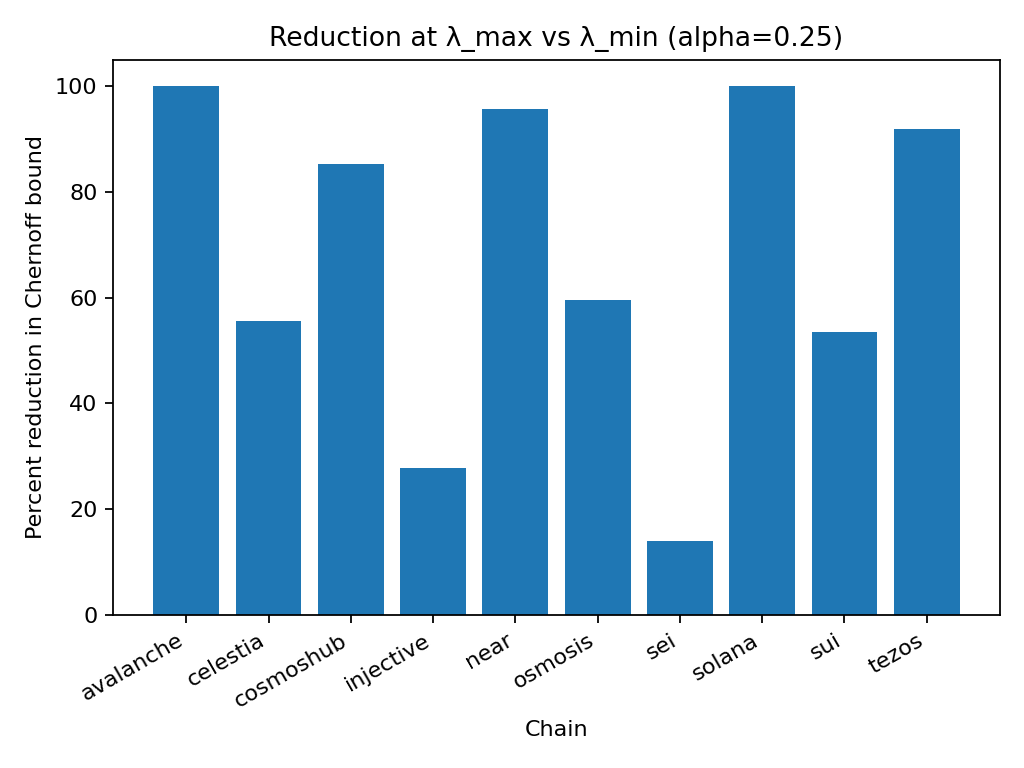 Reduction at λ_max vs λ_min (alpha=0.25)
Percent reduction in Chernoff bound
100
80
60
40
20
0
avalanche
celestia
cosmoshub
injective
near
osmosis
sei
solana
sui
tezos
Chain